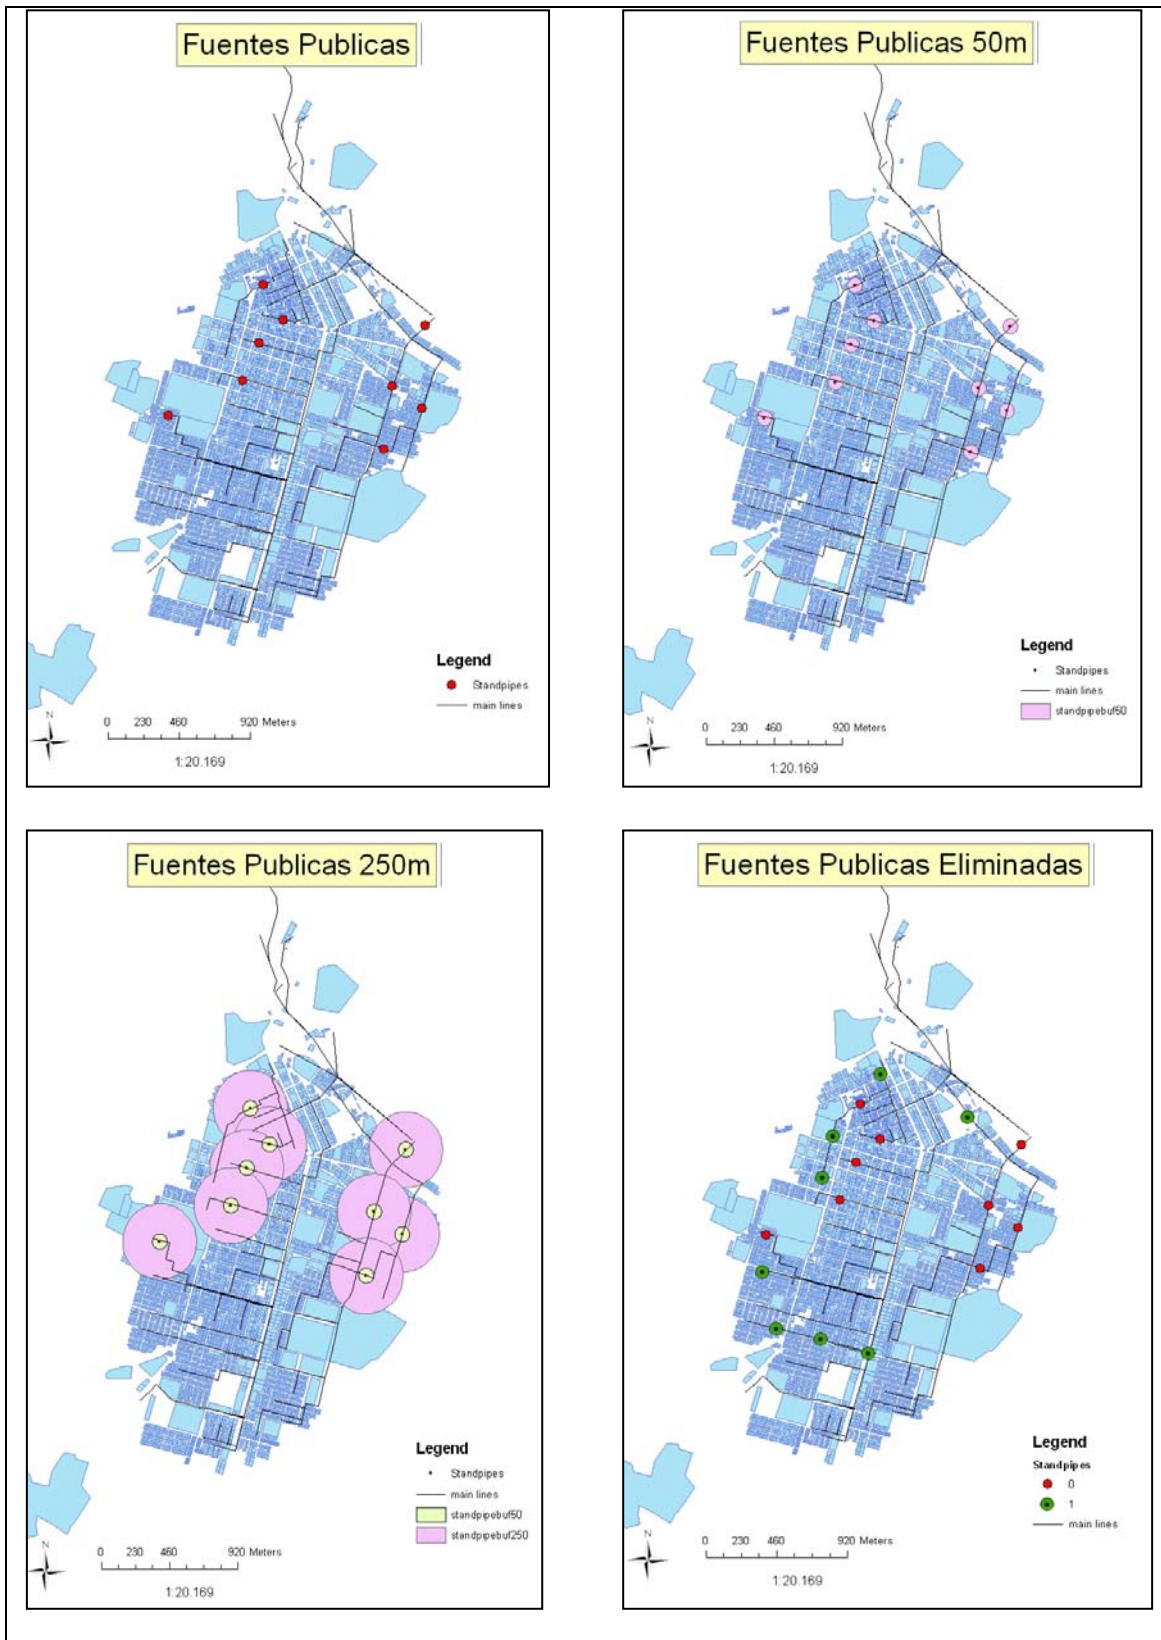 Fuentes Publicas
N
Legend
Standpipes
main lines
0 230 460 920 Meters
1:20.169
Fuentes Publicas 50m
N
Legend
Standpipes
main lines
standpipebuf50
0 230 460 920 Meters
1:20.169
Fuentes Publicas 250m
N
Legend
Standpipes
main lines
standpipebuf50
standpipebuf250
0 230 460 920 Meters
1:20.169
Fuentes Publicas Eliminadas
N
Legend
Standpipes
0
1
main lines
0 230 460 920 Meters
1:20.169